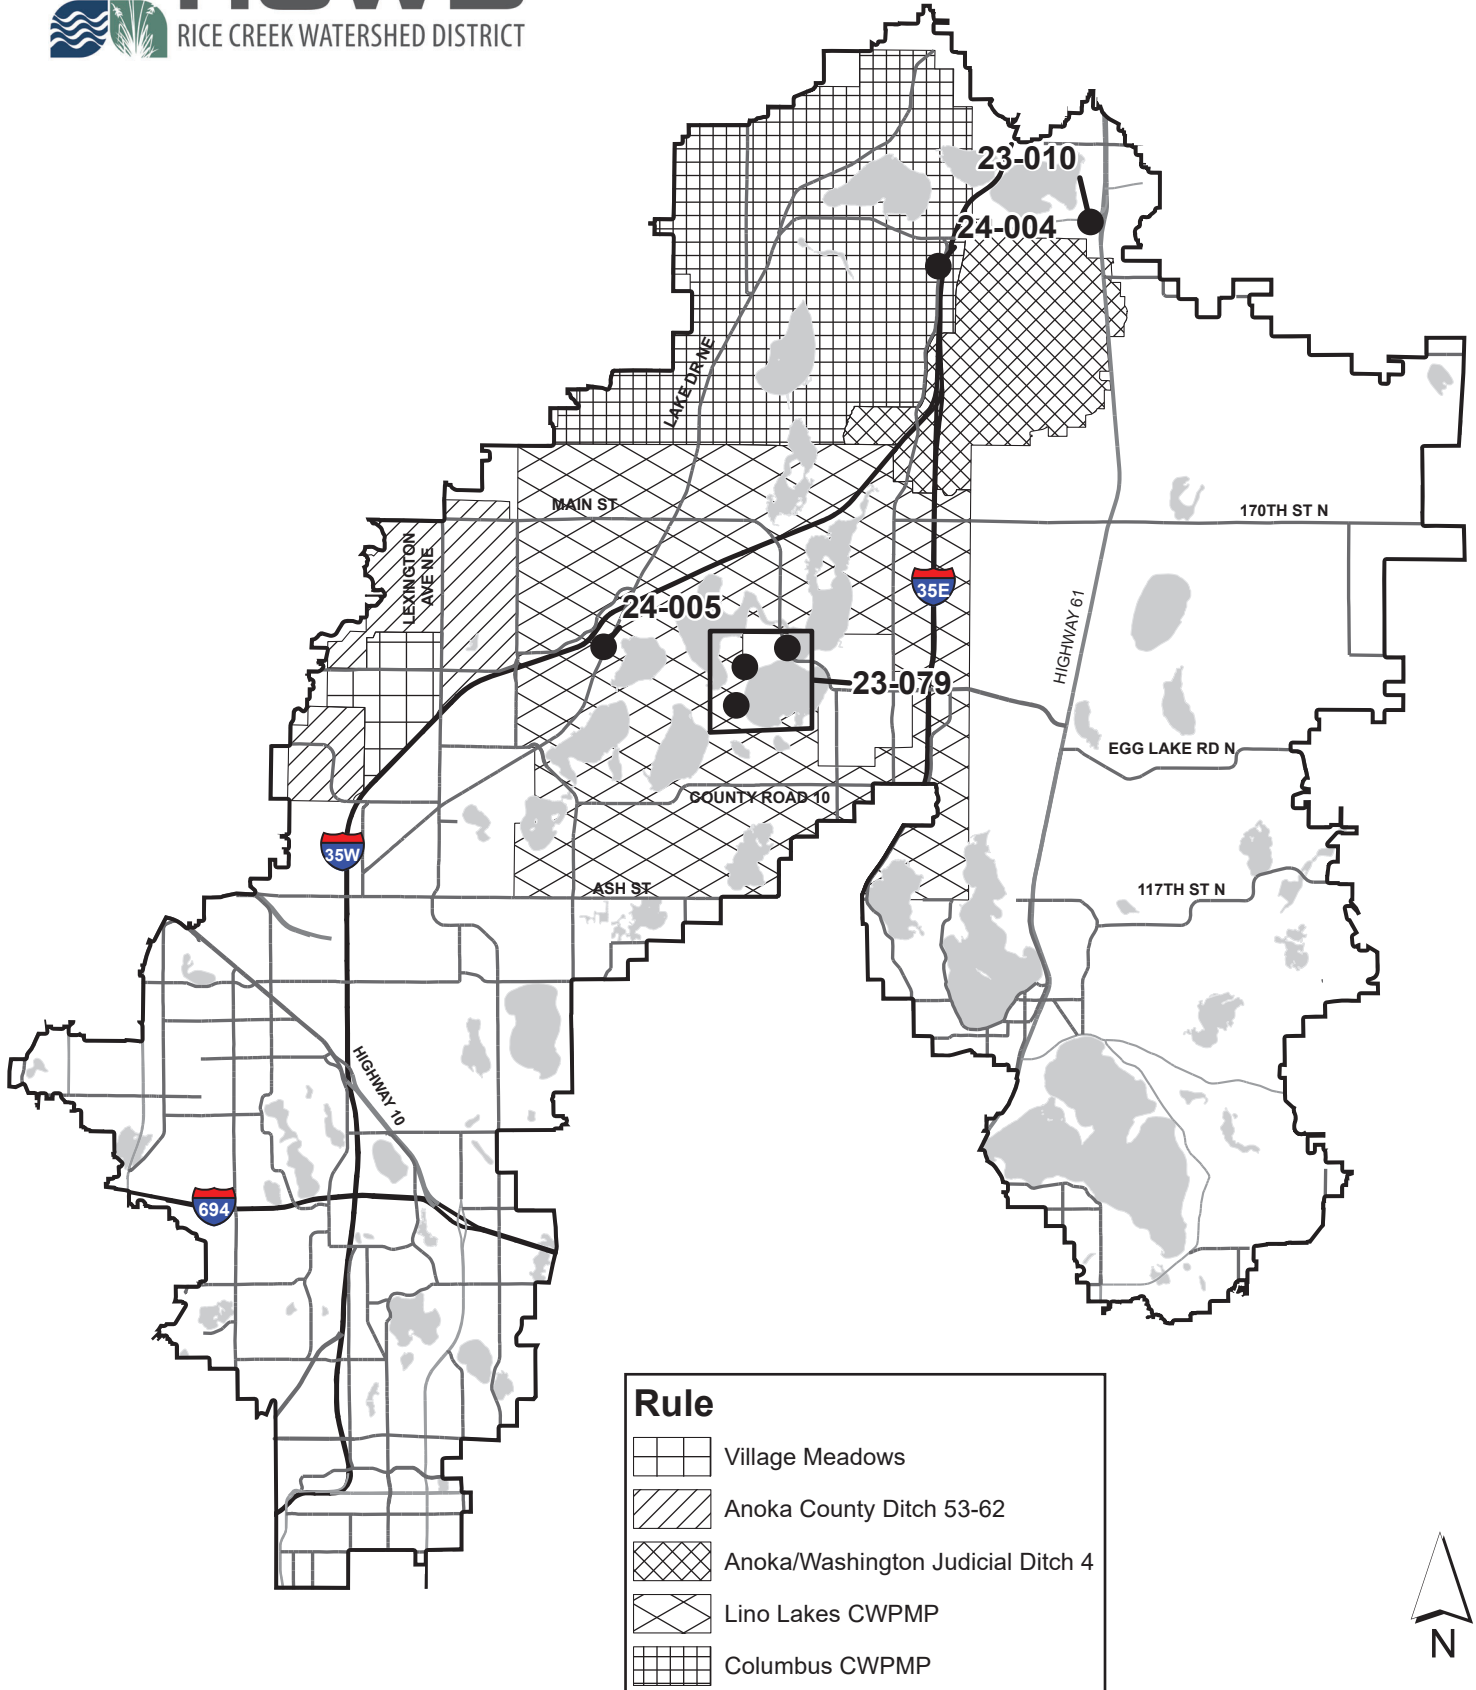 RICE CREEK WATERSHED DISTRICT
23-010
24-004
LAKE DR NE
MAIN ST
170TH ST N
LEXINGTON
AVE NE
35E
24-005
HIGHWAY 61
23-079
EGG LAKE RD N
COUNTY ROAD 10
35W
ASH ST
117TH ST N
HIGHWAY 10
694
Rule
Village Meadows
Anoka County Ditch 53-62
Anoka/Washington Judicial Ditch 4
Lino Lakes CWPMP
Columbus CWPMP
N